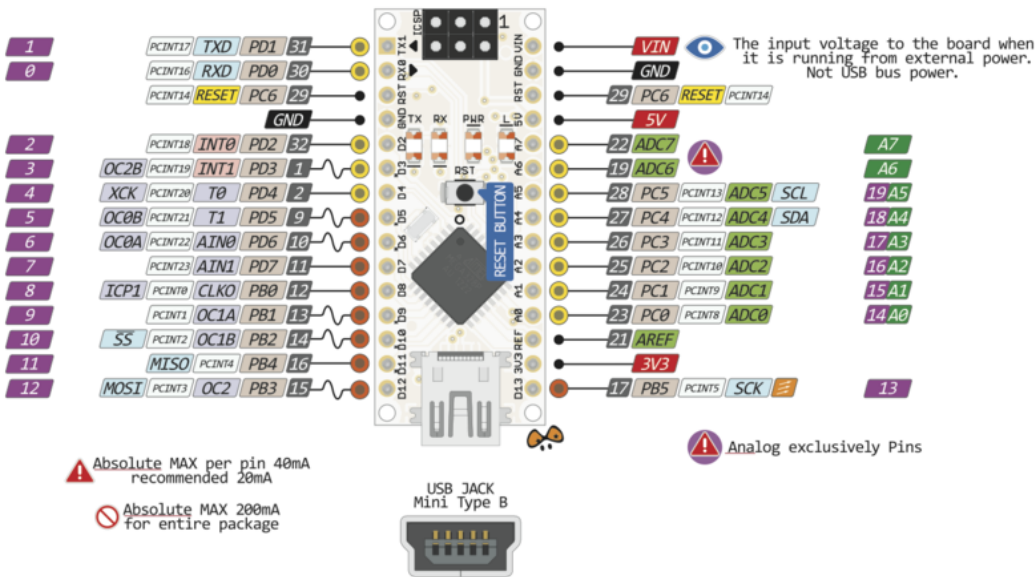 ICSP 1
1 PCINT17 TXD PD1 31 TX1 VIN VIN The input voltage to the board when
it is running from external power.
Not USB bus power.
0 PCINT16 RXD PD0 30 RX0 GND GND
PCINT14 RESET PC6 29 RST RST 29 PC6 RESET PCINT14
GND GND 5V 5V
TX RX PWR L
2 PCINT18 INT0 PD2 32 D2 A7 22 ADC7 A7
3 OC2B PCINT19 INT1 PD3 1 D3 A6 19 ADC6 A6
RST
4 XCK PCINT20 T0 PD4 2 D4 A5 28 PC5 PCINT13 ADC5 SCL 19 A5
5 OC0B PCINT21 T1 PD5 9 D5 A4 27 PC4 PCINT12 ADC4 SDA 18 A4
RESET BUTTON
6 OC0A PCINT22 AIN0 PD6 10 D6 A3 26 PC3 PCINT11 ADC3 17 A3
7 PCINT23 AIN1 PD7 11 D7 A2 25 PC2 PCINT10 ADC2 16 A2
8 ICP1 PCINT0 CLKO PB0 12 D8 A1 24 PC1 PCINT9 ADC1 15 A1
9 PCINT1 OC1A PB1 13 D9 A0 23 PC0 PCINT8 ADC0 14 A0
10 SS PCINT2 OC1B PB2 14 D10 REF 21 AREF
11 MISO PCINT4 PB4 16 D11 3V3 3V3
12 MOSI PCINT3 OC2 PB3 15 D12 D13 17 PB5 PCINT5 SCK 13
Analog exclusively Pins
Absolute MAX per pin 40mA
recommended 20mA
Absolute MAX 200mA
for entire package
USB JACK
Mini Type B